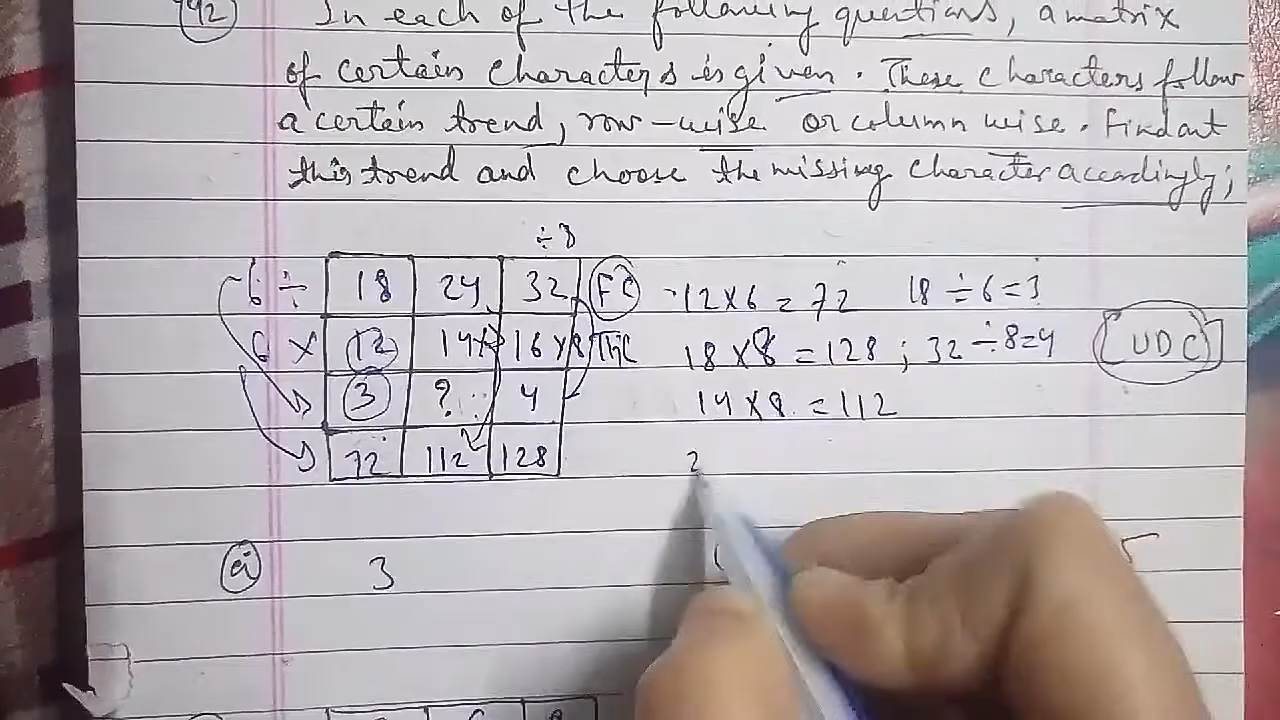 92
In each of the following questions, a matrix
of certain characters is given. These characters follow
a certain trend, row-wise or column wise. Find out
this trend and choose the missing character accordingly;
÷8
6 ÷ 18 24 32 FC 12×6=72 18÷6=3
6 × 12 14×8 16×8 18×8=128; 32÷8=4 UDC
3 ? 4 14×8=112
72 112 128 2
a 3 5